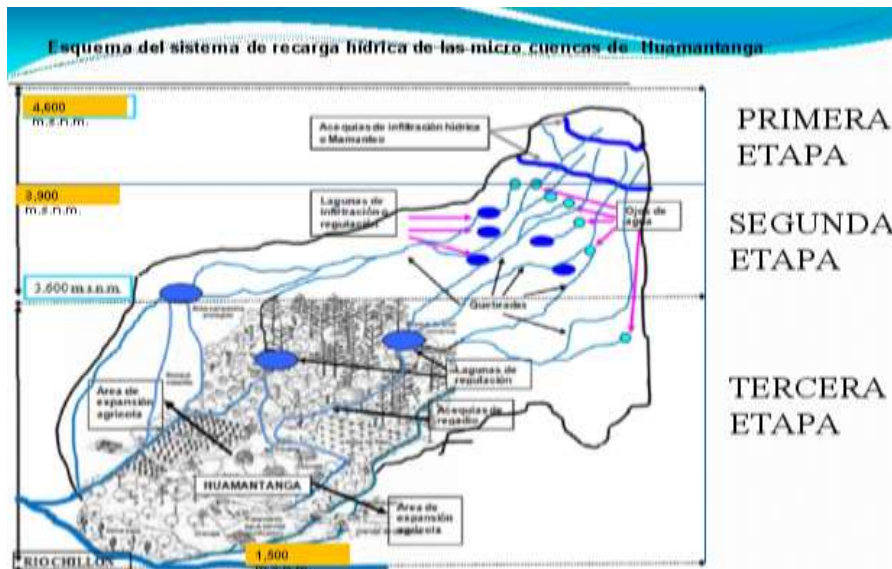 Esquema del sistema de recarga hídrica de las micro cuencas de Huamantanga
4,600
m.s.n.m.
Acequias de infiltración hídrica
o Mamanteo
PRIMERA
ETAPA
3,900
m.s.n.m.
Lagunas de
infiltración o
regulación
Ojos de
agua
SEGUNDA
ETAPA
3.600 m.s.n.m.
Quebradas
Lagunas de
regulación
Area de
expansión
agrícola
Acequias de
regadío
TERCERA
ETAPA
HUAMANTANGA
Area de
expansión
agrícola
1,500
m.s.n.m.
RIO CHILLOS